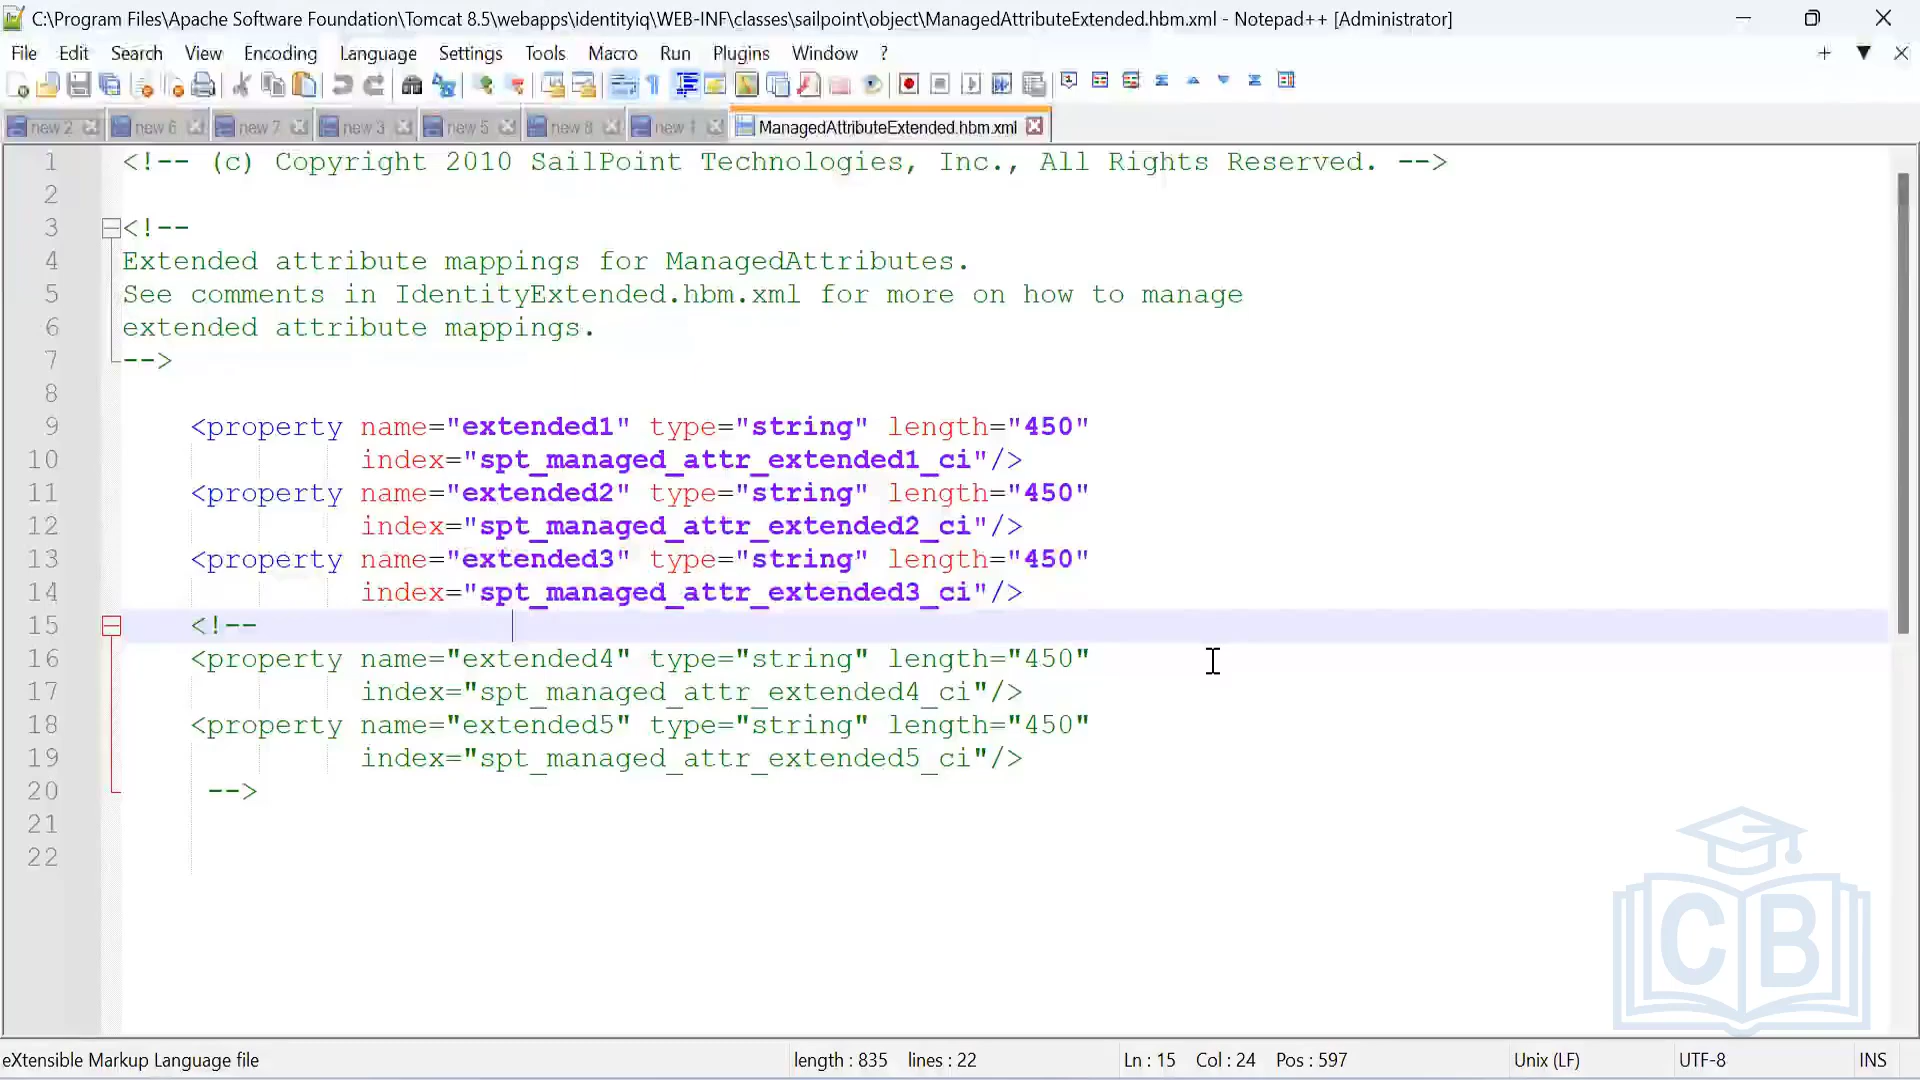 C:\Program Files\Apache Software Foundation\Tomcat 8.5\webapps\identityiq\WEB-INF\classes\sailpoint\object\ManagedAttributeExtended.hbm.xml - Notepad++ [Administrator]
File Edit Search View Encoding Language Settings Tools Macro Run Plugins Window ?
new 2 new 6 new 7 new 3 new 5 new 8 new 1 ManagedAttributeExtended.hbm.xml
1 <!-- (c) Copyright 2010 SailPoint Technologies, Inc., All Rights Reserved. -->
2
3 <!--
4 Extended attribute mappings for ManagedAttributes.
5 See comments in IdentityExtended.hbm.xml for more on how to manage
6 extended attribute mappings.
7 -->
8
9 <property name="extended1" type="string" length="450"
10 index="spt_managed_attr_extended1_ci"/>
11 <property name="extended2" type="string" length="450"
12 index="spt_managed_attr_extended2_ci"/>
13 <property name="extended3" type="string" length="450"
14 index="spt_managed_attr_extended3_ci"/>
15 <!--
16 <property name="extended4" type="string" length="450"
17 index="spt_managed_attr_extended4_ci"/>
18 <property name="extended5" type="string" length="450"
19 index="spt_managed_attr_extended5_ci"/>
20 -->
21
22
CB
eXtensible Markup Language file length : 835 lines : 22 Ln : 15 Col : 24 Pos : 597 Unix (LF) UTF-8 INS